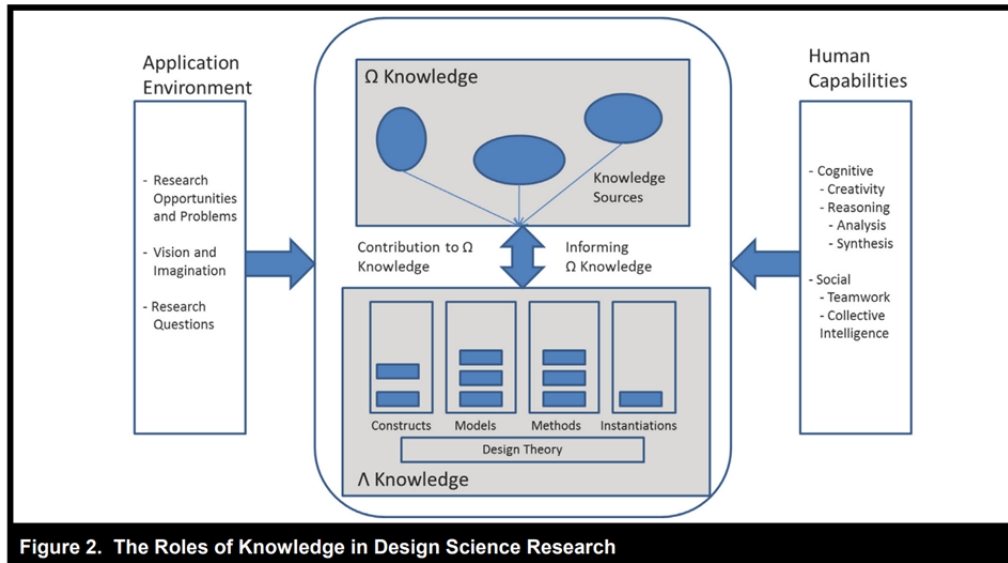 Application
Environment
- Research
Opportunities
and Problems
- Vision and
Imagination
- Research
Questions
Ω Knowledge
Knowledge
Sources
Contribution to Ω
Knowledge
Informing
Ω Knowledge
Constructs
Models
Methods
Instantiations
Design Theory
Λ Knowledge
Human
Capabilities
- Cognitive
- Creativity
- Reasoning
- Analysis
- Synthesis
- Social
- Teamwork
- Collective
Intelligence
Figure 2. The Roles of Knowledge in Design Science Research